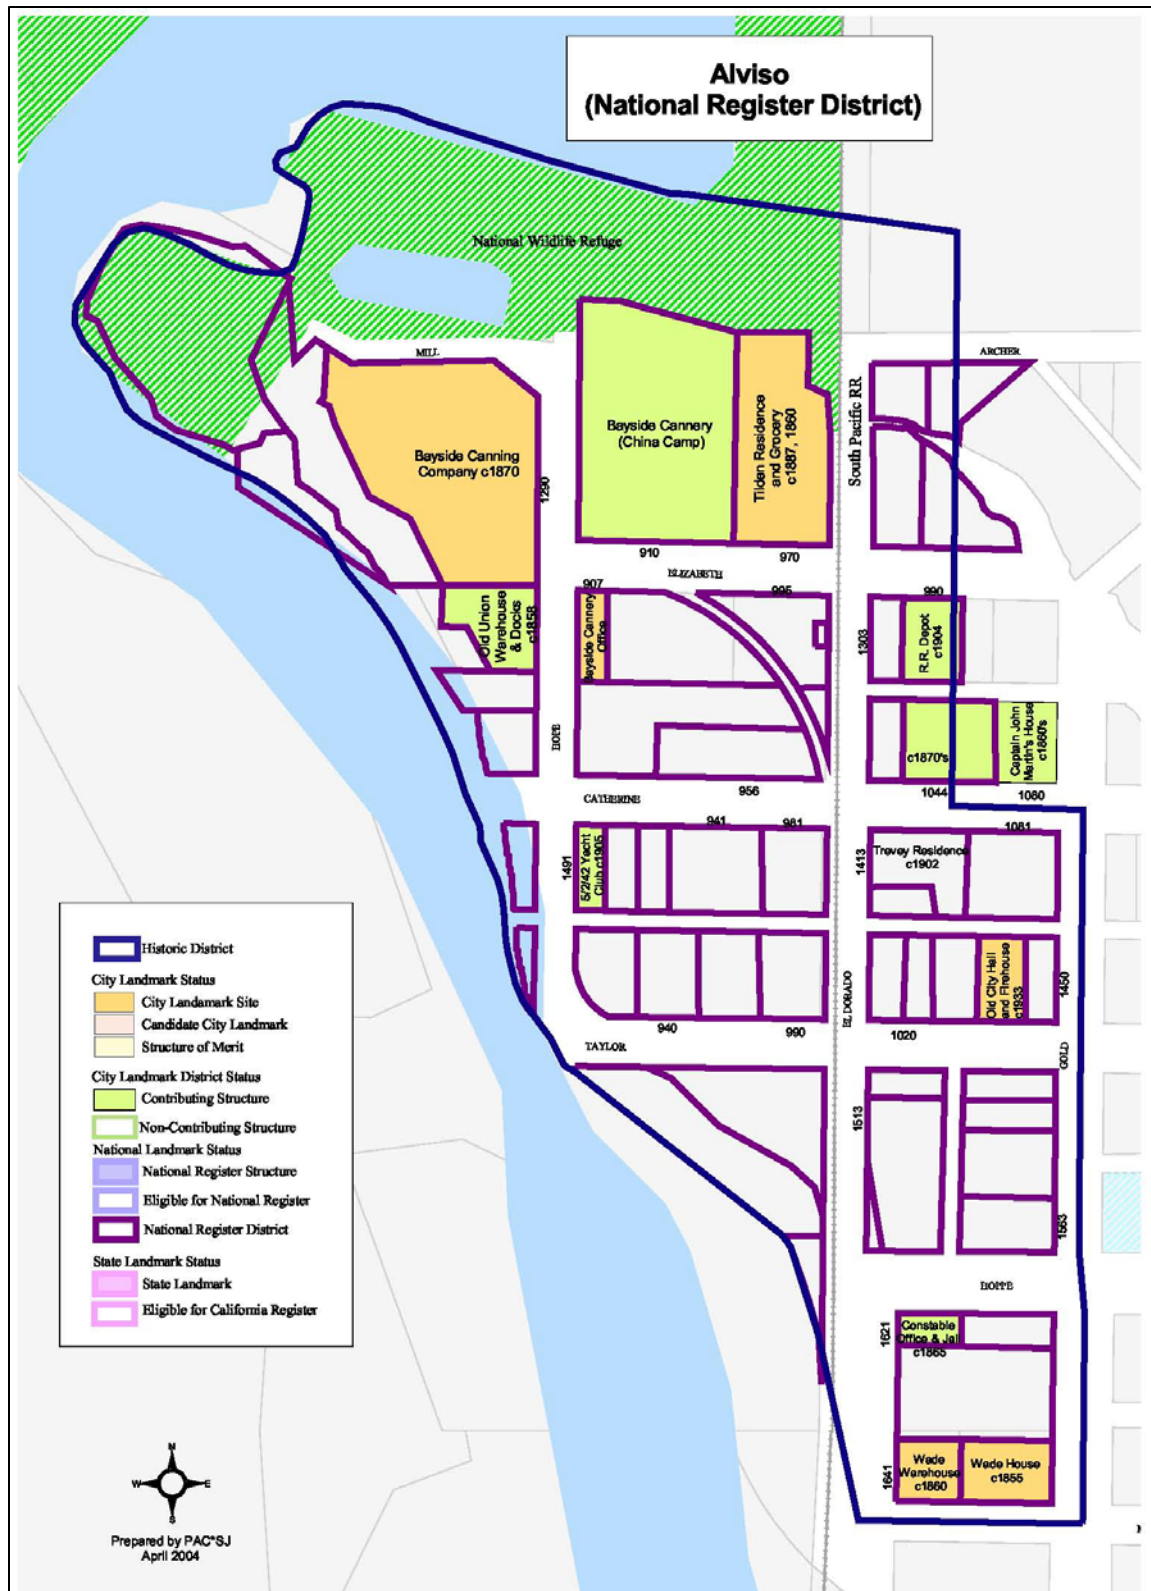 Alviso
(National Register District)
National Wildlife Refuge
MILL
ARCHER
South Pacific RR
Bayside Canning
Company c1870
1290
Bayside Cannery
(China Camp)
Tilden Residence
and Grocery
c1887, 1860
910
970
ELIZABETH
907
995
990
Old Union
Warehouse
& Docks
c1858
Bayside Cannery
Office
1303
R.R. Depot
c1904
HOPE
c1870's
Captain John
Martin's House
c1860's
956
1044
1080
CATHERINE
941
981
1081
1491
5/2/42 Yacht
Club c1905
1413
Trevey Residence
c1902
Old City Hall
and Firehouse
c1933
1450
EL DORADO
940
990
1020
TAYLOR
GOLD
1513
1563
HOPPE
1621
Constable
Office & Jail
c1865
1641
Wade
Warehouse
c1860
Wade House
c1855
Historic District
City Landmark Status
City Landamark Site
Candidate City Landmark
Structure of Merit
City Landmark District Status
Contributing Structure
Non-Contributing Structure
National Landmark Status
National Register Structure
Eligible for National Register
National Register District
State Landmark Status
State Landmark
Eligible for California Register
N
W
E
S
Prepared by PAC*SJ
April 2004